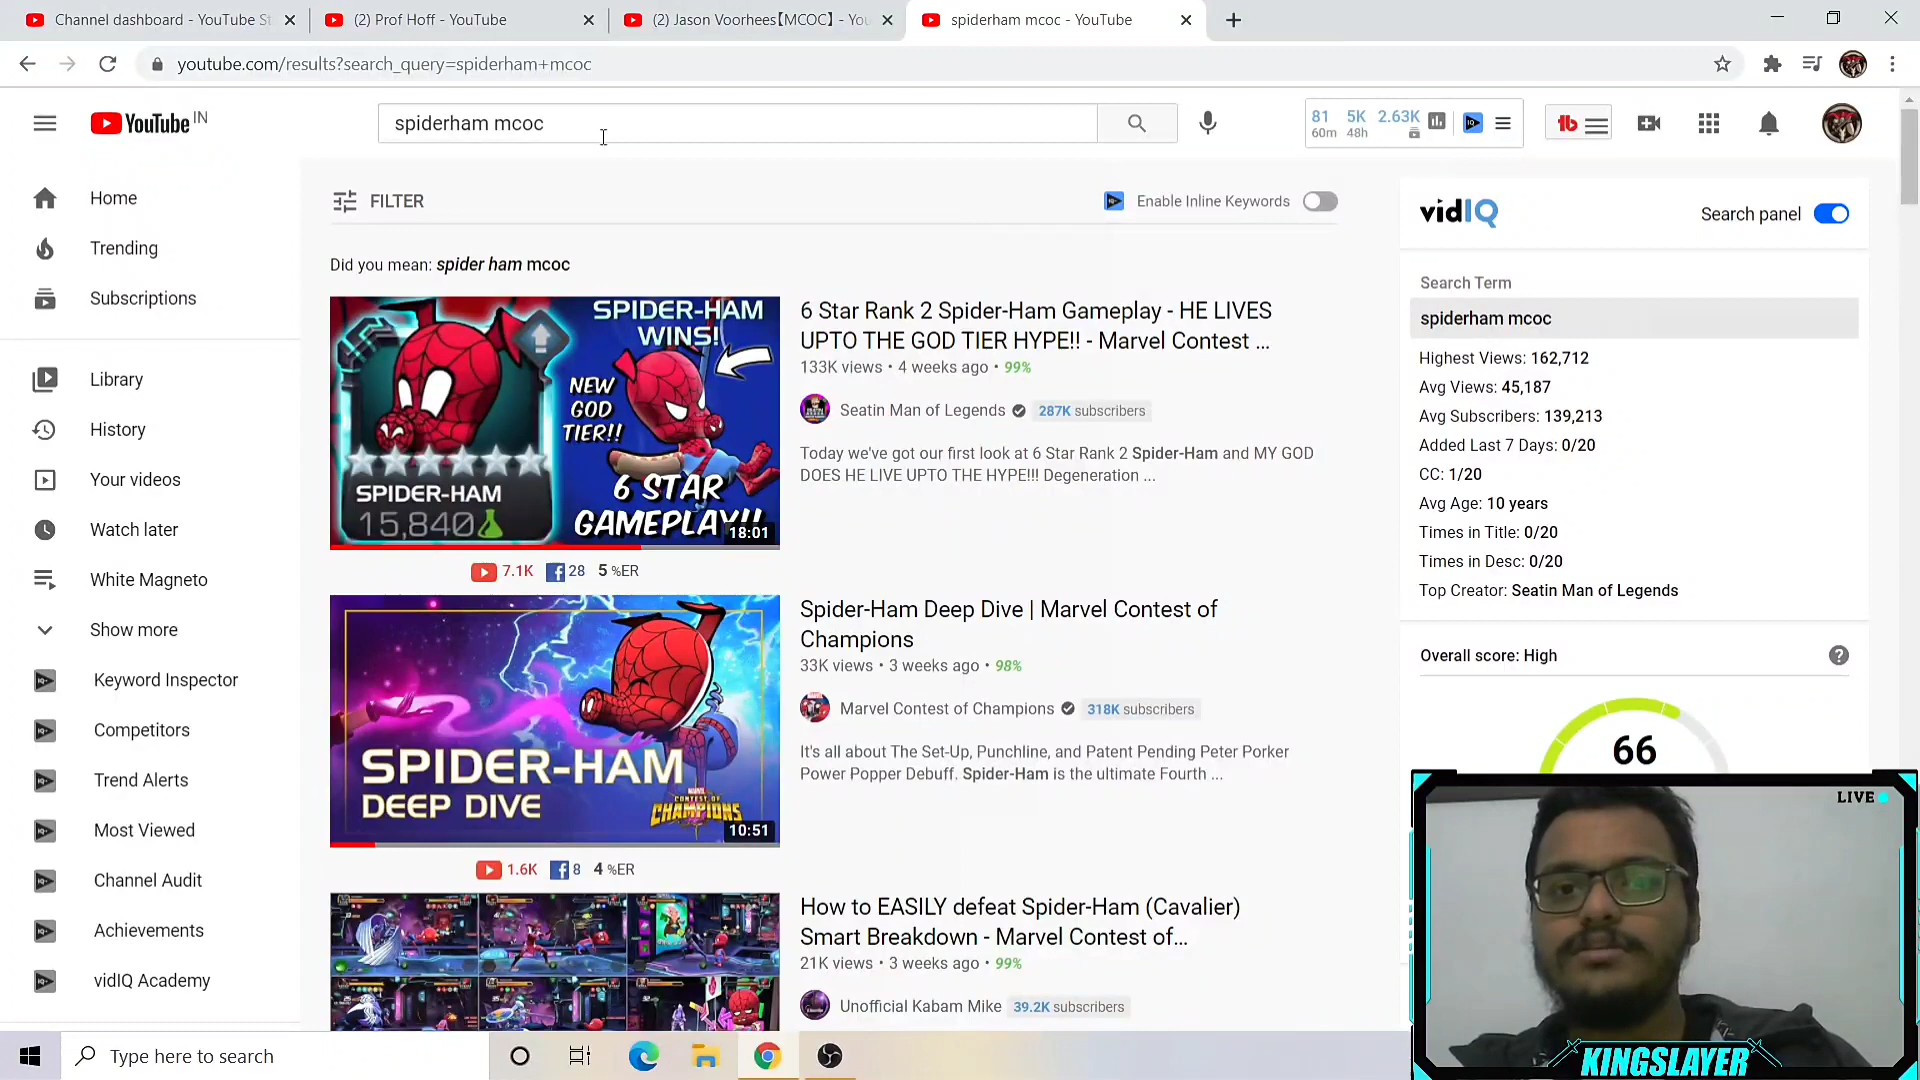 Channel dashboard - YouTube St
(2) Prof Hoff - YouTube
(2) Jason Voorhees【MCOC】 - You
spiderham mcoc - YouTube
youtube.com/results?search_query=spiderham+mcoc
YouTube IN
spiderham mcoc
81 5K 2.63K
60m 48h
Home
Trending
Subscriptions
Library
History
Your videos
Watch later
White Magneto
Show more
Keyword Inspector
Competitors
Trend Alerts
Most Viewed
Channel Audit
Achievements
vidIQ Academy
FILTER
Enable Inline Keywords
Did you mean: spider ham mcoc
SPIDER-HAM
WINS!
NEW
GOD
TIER!!
SPIDER-HAM
15,840
6 STAR
GAMEPLAY!!
18:01
7.1K 28 5 %ER
6 Star Rank 2 Spider-Ham Gameplay - HE LIVES
UPTO THE GOD TIER HYPE!! - Marvel Contest ...
133K views • 4 weeks ago • 99%
Seatin Man of Legends 287K subscribers
Today we've got our first look at 6 Star Rank 2 Spider-Ham and MY GOD
DOES HE LIVE UPTO THE HYPE!!! Degeneration ...
SPIDER-HAM
DEEP DIVE
MARVEL
CONTEST OF
CHAMPIONS
10:51
1.6K 8 4 %ER
Spider-Ham Deep Dive | Marvel Contest of
Champions
33K views • 3 weeks ago • 98%
Marvel Contest of Champions 318K subscribers
It's all about The Set-Up, Punchline, and Patent Pending Peter Porker
Power Popper Debuff. Spider-Ham is the ultimate Fourth ...
How to EASILY defeat Spider-Ham (Cavalier)
Smart Breakdown - Marvel Contest of...
21K views • 3 weeks ago • 99%
Unofficial Kabam Mike 39.2K subscribers
vidIQ
Search panel
Search Term
spiderham mcoc
Highest Views: 162,712
Avg Views: 45,187
Avg Subscribers: 139,213
Added Last 7 Days: 0/20
CC: 1/20
Avg Age: 10 years
Times in Title: 0/20
Times in Desc: 0/20
Top Creator: Seatin Man of Legends
Overall score: High
66
LIVE
KINGSLAYER
Type here to search